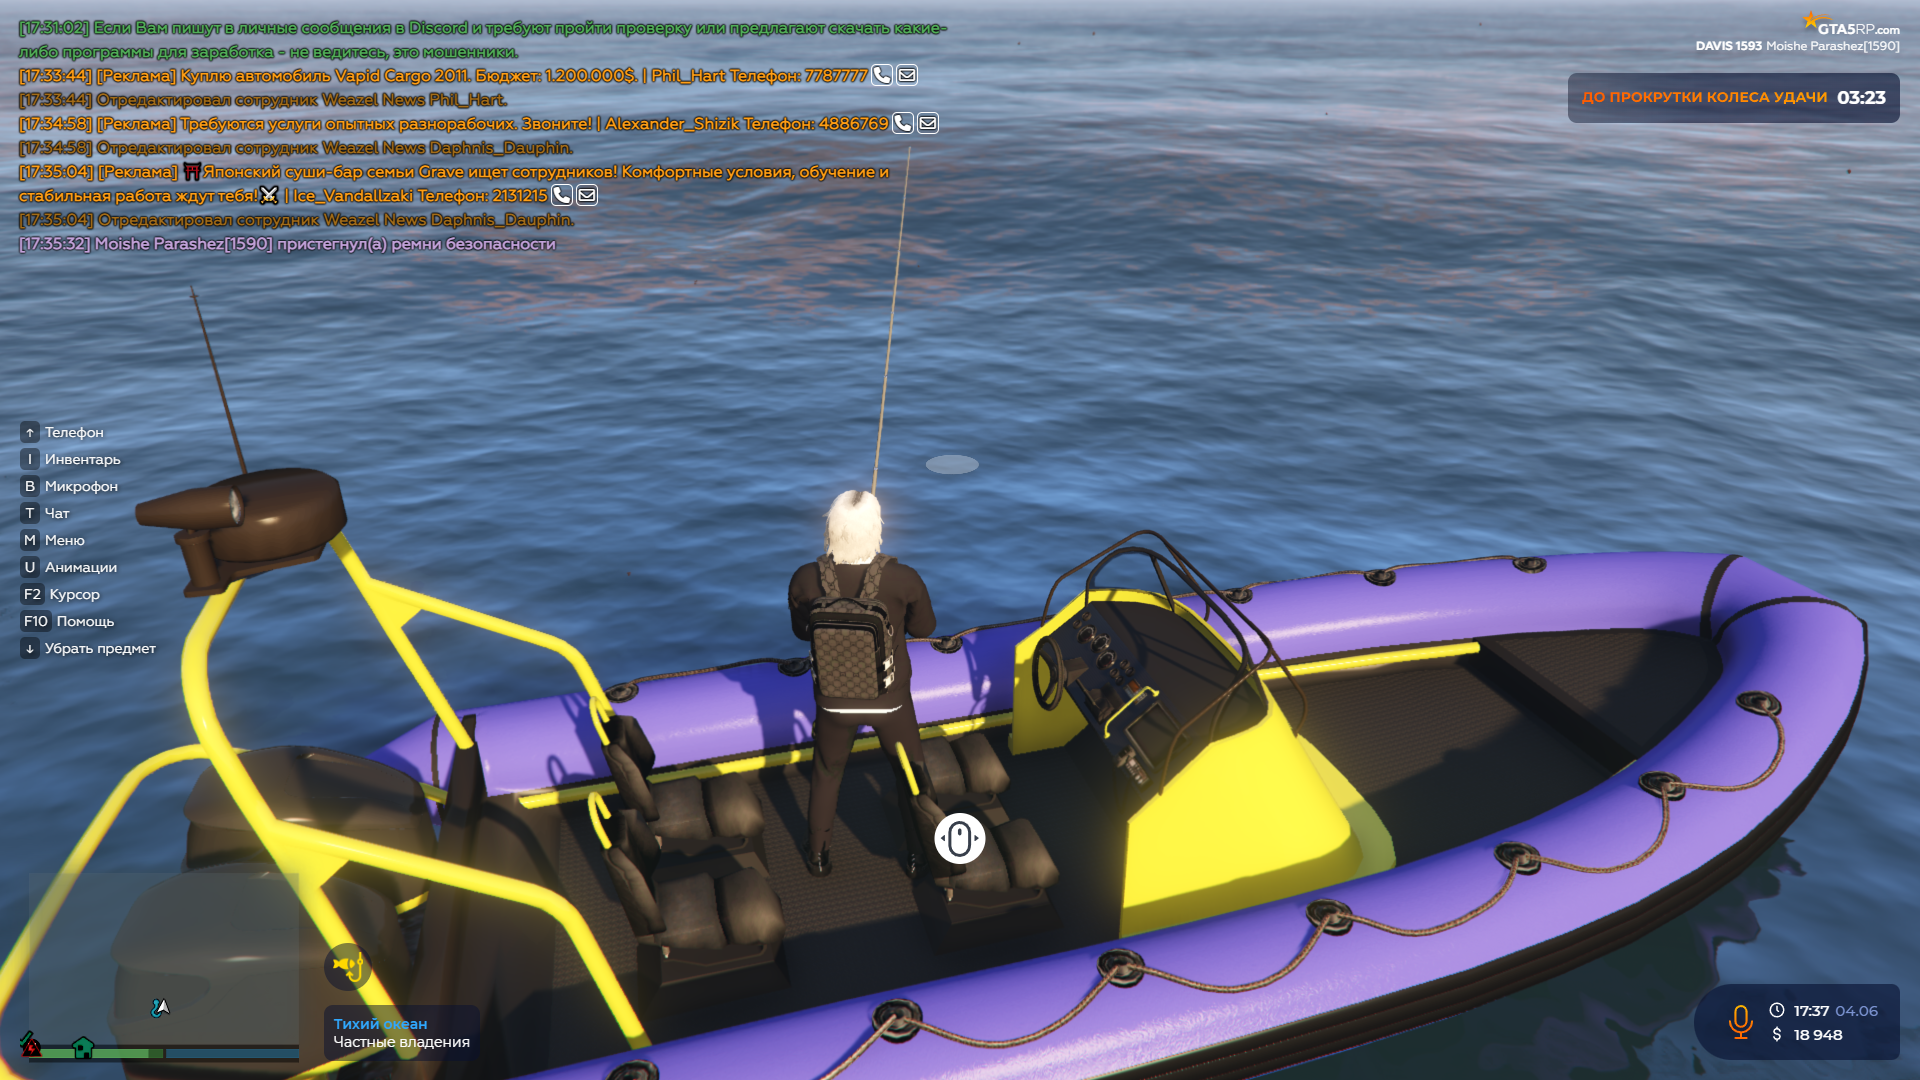 [17:31:02] Если Вам пишут в личные сообщения в Discord и требуют пройти проверку или предлагают скачать какие-
либо программы для заработка - не ведитесь, это мошенники.
[17:33:44] [Реклама] Куплю автомобиль Vapid Cargo 2011. Бюджет: 1.200.000$. | Phil_Hart Телефон: 7787777
[17:33:44] Отредактировал сотрудник Weazel News Phil_Hart.
[17:34:58] [Реклама] Требуются услуги опытных разнорабочих. Звоните! | Alexander_Shizik Телефон: 4886769
[17:34:58] Отредактировал сотрудник Weazel News Daphnis_Dauphin.
[17:35:04] [Реклама] ⛩️Японский суши-бар семьи Grave ищет сотрудников! Комфортные условия, обучение и
стабильная работа ждут тебя!⚔️ | Ice_Vandallzaki Телефон: 2131215
[17:35:04] Отредактировал сотрудник Weazel News Daphnis_Dauphin.
[17:35:32] Moishe Parashez[1590] пристегнул(а) ремни безопасности
GTA5RP.com
DAVIS 1593 Moishe Parashez[1590]
ДО ПРОКРУТКИ КОЛЕСА УДАЧИ 03:23
↑ Телефон
I Инвентарь
B Микрофон
T Чат
M Меню
U Анимации
F2 Курсор
F10 Помощь
↓ Убрать предмет
Тихий океан
Частные владения
17:37 04.06
$ 18 948